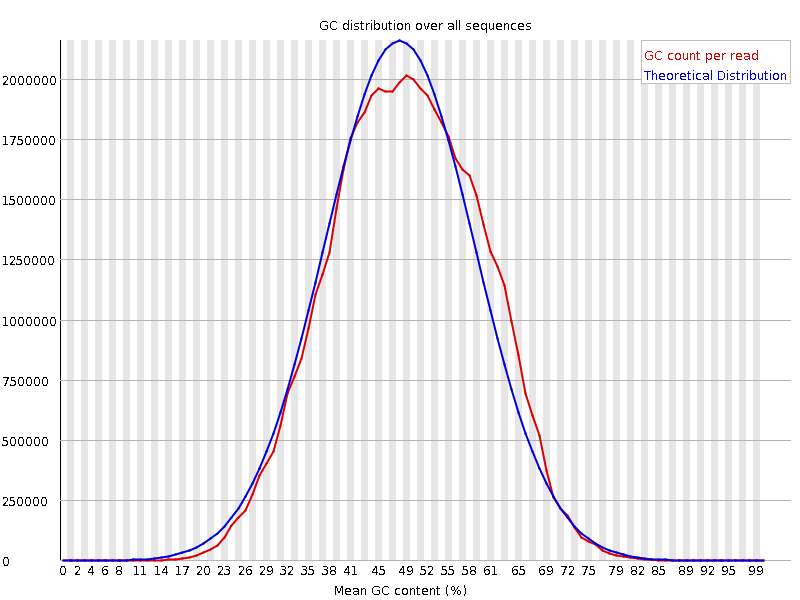 GC distribution over all sequences
GC count per read
Theoretical Distribution
2000000
1750000
1500000
1250000
1000000
750000
500000
250000
0
0 2 4 6 8 11 14 17 20 23 26 29 32 35 38 41 45 49 52 55 58 61 65 69 72 75 79 82 85 89 92 95 99
Mean GC content (%)